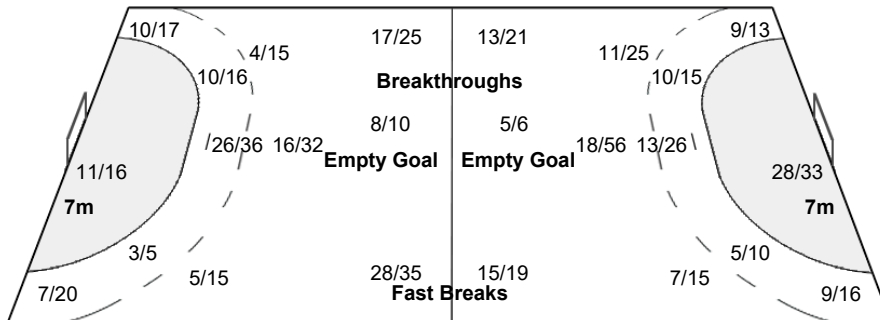 10/17 17/25 13/21 9/13
4/15 11/25
10/16 Breakthroughs 10/15
8/10 5/6
26/36 16/32 18/56 13/26
Empty Goal Empty Goal
11/16 28/33
7m 7m
3/5 5/10
5/15 28/35 15/19 7/15
7/20 Fast Breaks 9/16